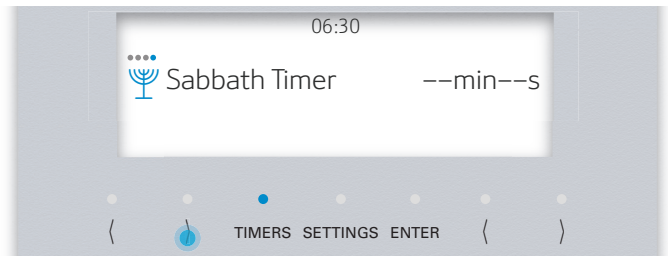 06:30
Sabbath Timer --min--s
⟨ ⟩ TIMERS SETTINGS ENTER ⟨ ⟩